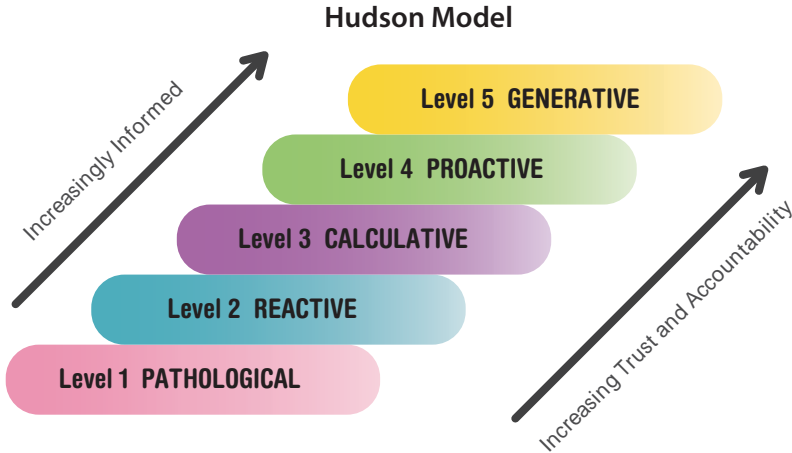 Hudson Model
Increasingly Informed
Level 5 GENERATIVE
Level 4 PROACTIVE
Level 3 CALCULATIVE
Level 2 REACTIVE
Level 1 PATHOLOGICAL
Increasing Trust and Accountability